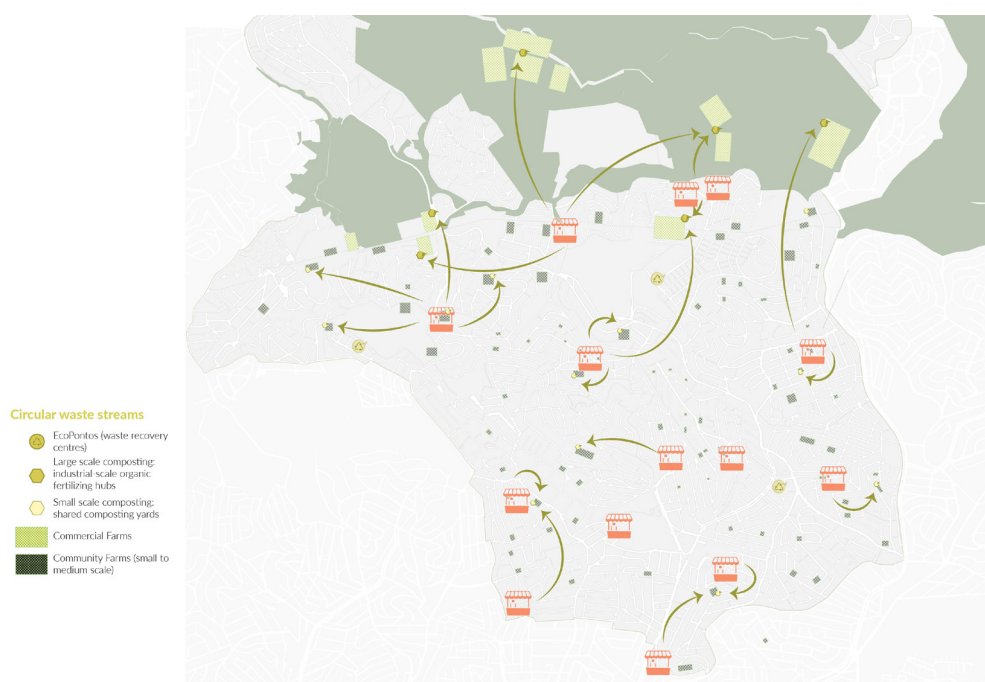 Circular waste streams
EcoPontos (waste recovery
centres)
Large scale composting:
industrial-scale organic
fertilizing hubs
Small scale composting:
shared composting yards
Commercial Farms
Community Farms (small to
medium scale)